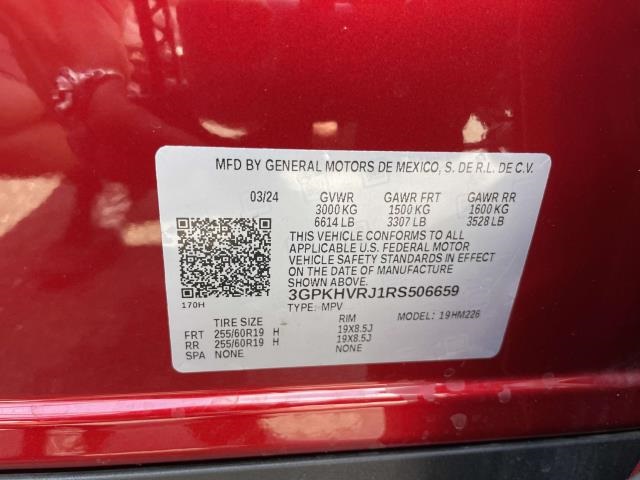 MFD BY GENERAL MOTORS DE MEXICO, S. DE R.L. DE C.V.
03/24 GVWR GAWR FRT GAWR RR
3000 KG 1500 KG 1600 KG
6614 LB 3307 LB 3528 LB
THIS VEHICLE CONFORMS TO ALL
APPLICABLE U.S. FEDERAL MOTOR
VEHICLE SAFETY STANDARDS IN EFFECT
ON THE DATE OF MANUFACTURE
3GPKHVRJ1RS506659
170H TYPE: MPV MODEL: 19HM226
TIRE SIZE RIM
FRT 255/60R19 H 19X8.5J
RR 255/60R19 H 19X8.5J
SPA NONE NONE